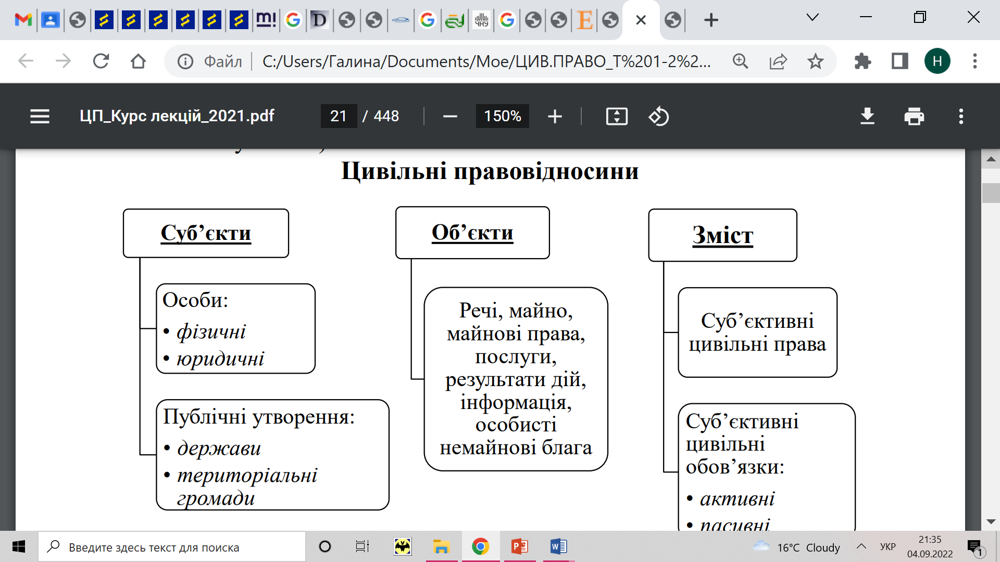 Файл
C:/Users/Галина/Documents/Мое/ЦИВ.ПРАВО_Т%201-2%2...
H
ЦП_Курс лекцій_2021.pdf
21 / 448
150%
Цивільні правовідносини
Суб’єкти
Особи:
• фізичні
• юридичні
Публічні утворення:
• держави
• територіальні
громади
Об’єкти
Речі, майно,
майнові права,
послуги,
результати дій,
інформація,
особисті
немайнові блага
Зміст
Суб’єктивні
цивільні права
Суб’єктивні
цивільні
обов’язки:
• активні
• пасивні
Введите здесь текст для поиска
16°C Cloudy
УКР
21:35
04.09.2022
1